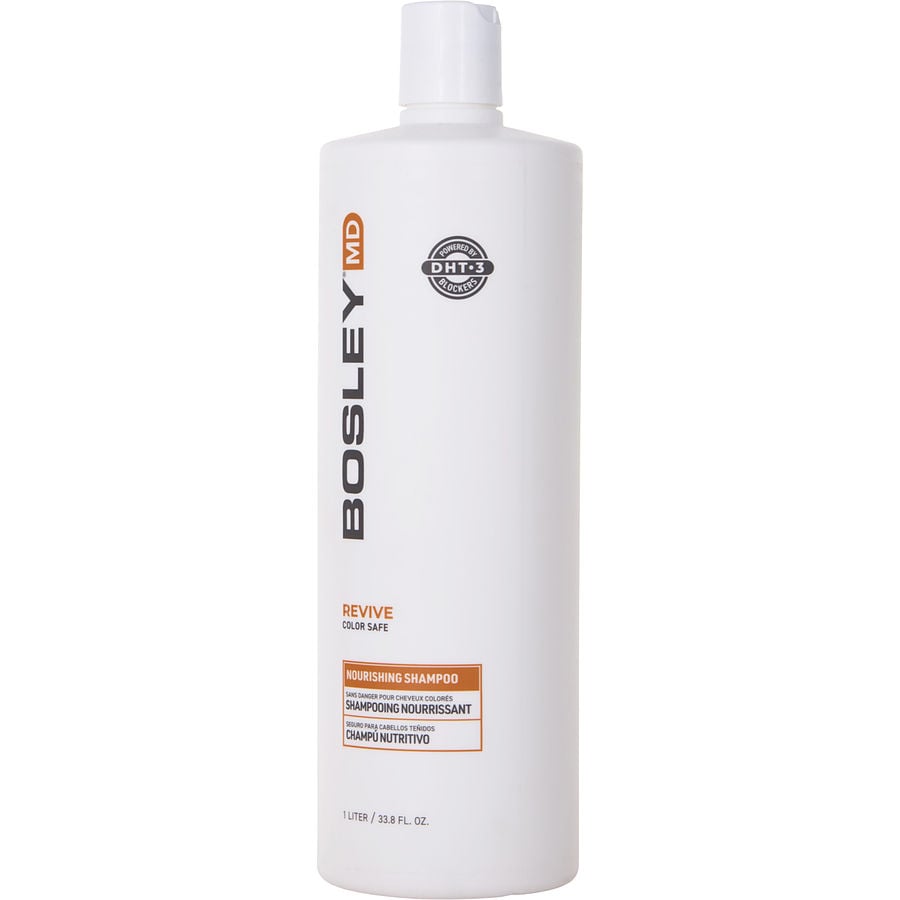 BOSLEY® MD
POWERED BY
DHT•3
BLOCKERS
REVIVE
COLOR SAFE
NOURISHING SHAMPOO
SANS DANGER POUR CHEVEUX COLORÉS
SHAMPOOING NOURRISSANT
SEGURO PARA CABELLOS TEÑIDOS
CHAMPÚ NUTRITIVO
1 LITER / 33.8 FL. OZ.